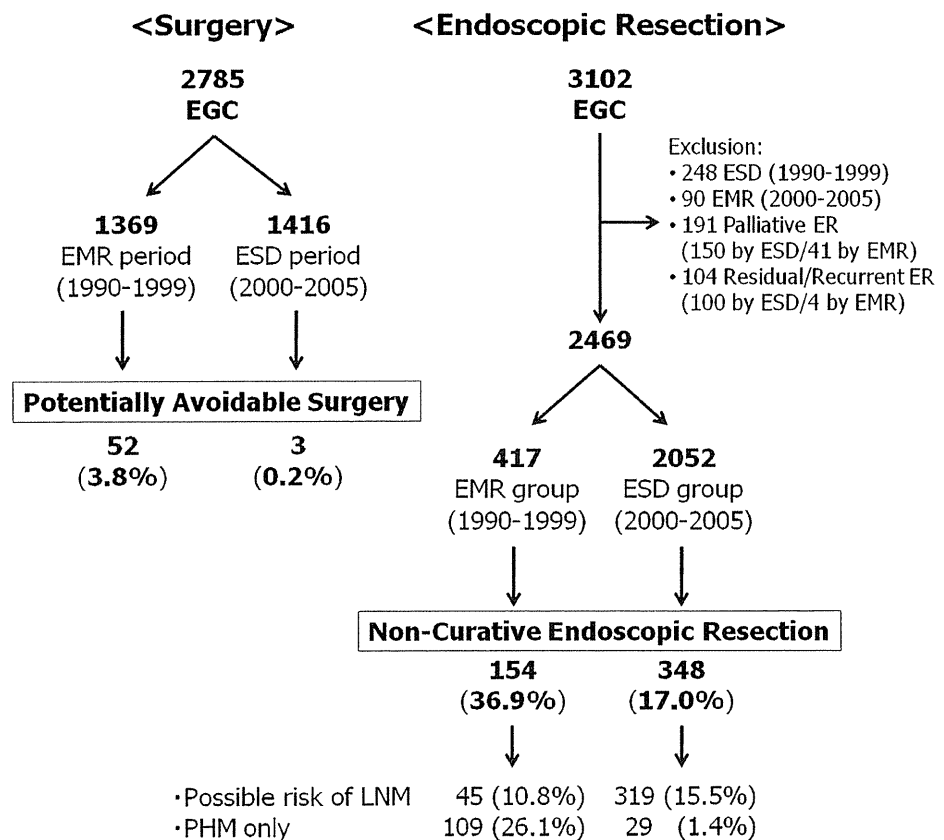 <Surgery>
2785
EGC
1369
EMR period
(1990-1999)
1416
ESD period
(2000-2005)
Potentially Avoidable Surgery
52
(3.8%)
3
(0.2%)
<Endoscopic Resection>
3102
EGC
Exclusion:
• 248 ESD (1990-1999)
• 90 EMR (2000-2005)
• 191 Palliative ER
(150 by ESD/41 by EMR)
• 104 Residual/Recurrent ER
(100 by ESD/4 by EMR)
2469
417
EMR group
(1990-1999)
2052
ESD group
(2000-2005)
Non-Curative Endoscopic Resection
154
(36.9%)
348
(17.0%)
·Possible risk of LNM 45 (10.8%) 319 (15.5%)
·PHM only 109 (26.1%) 29 (1.4%)